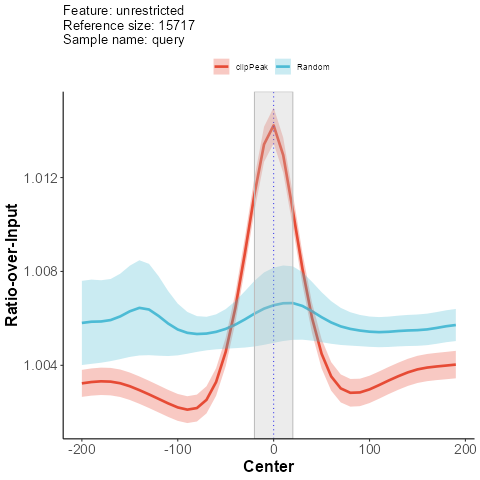 Feature: unrestricted
Reference size: 15717
Sample name: query
clipPeak Random
1.012
1.008
1.004
Ratio-over-Input
-200 -100 0 100 200
Center